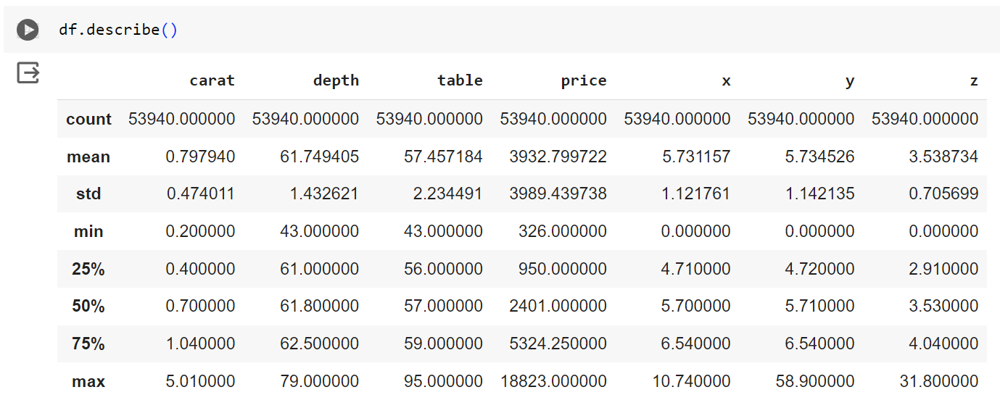 df.describe()
carat depth table price x y z
count 53940.000000 53940.000000 53940.000000 53940.000000 53940.000000 53940.000000 53940.000000
mean 0.797940 61.749405 57.457184 3932.799722 5.731157 5.734526 3.538734
std 0.474011 1.432621 2.234491 3989.439738 1.121761 1.142135 0.705699
min 0.200000 43.000000 43.000000 326.000000 0.000000 0.000000 0.000000
25% 0.400000 61.000000 56.000000 950.000000 4.710000 4.720000 2.910000
50% 0.700000 61.800000 57.000000 2401.000000 5.700000 5.710000 3.530000
75% 1.040000 62.500000 59.000000 5324.250000 6.540000 6.540000 4.040000
max 5.010000 79.000000 95.000000 18823.000000 10.740000 58.900000 31.800000